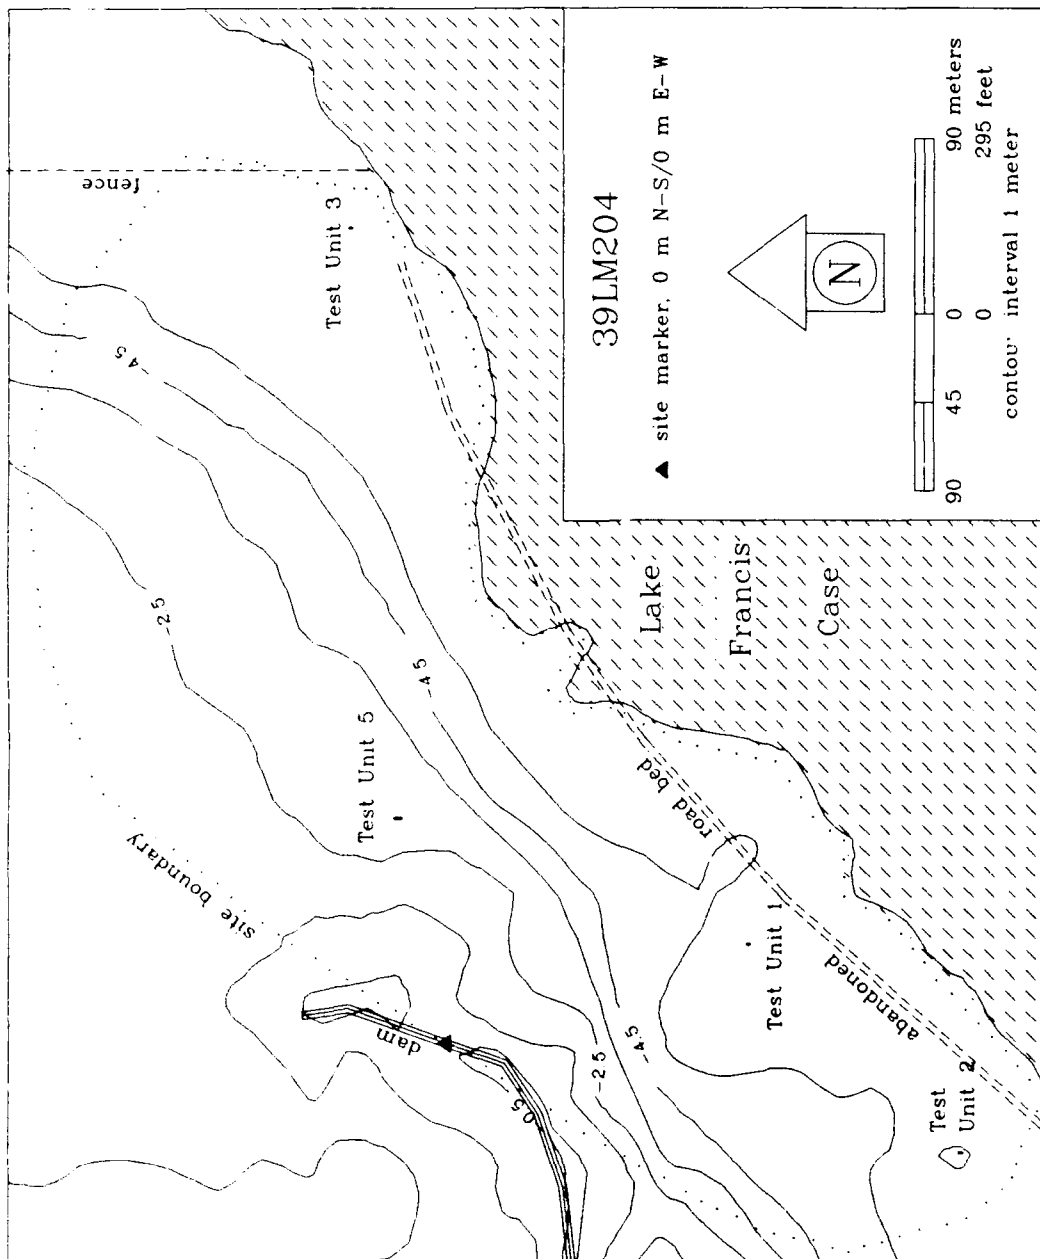 39LM204
▲ site marker, 0 m N-S/0 m E-W
N
90 45 0 90 meters
0 295 feet
contour interval 1 meter
fence
Test Unit 3
-4.5
-2.5
-4.5
Test Unit 5
site boundary
Lake
Francis
Case
road bed
abandoned
Test Unit 1
dam
-0.5
-2.5
-4.5
Test
Unit 2